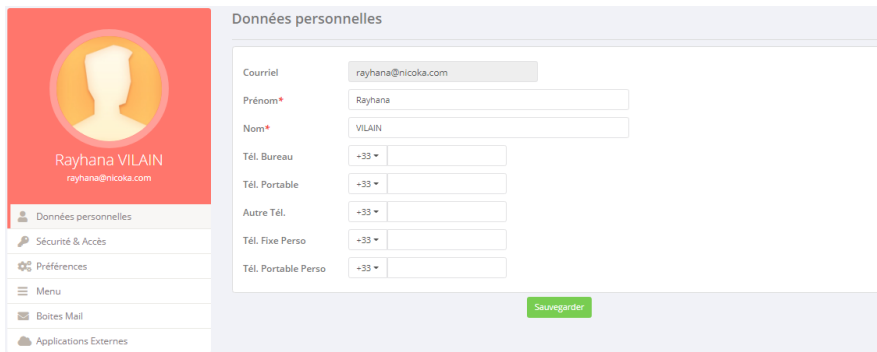 Données personnelles
Courriel rayhana@nicoka.com
Prénom* Rayhana
Nom* VILAIN
Tél. Bureau +33
Tél. Portable +33
Autre Tél. +33
Tél. Fixe Perso +33
Tél. Portable Perso +33
Sauvegarder
Rayhana VILAIN
rayhana@nicoka.com
Données personnelles
Sécurité & Accès
Préférences
Menu
Boites Mail
Applications Externes